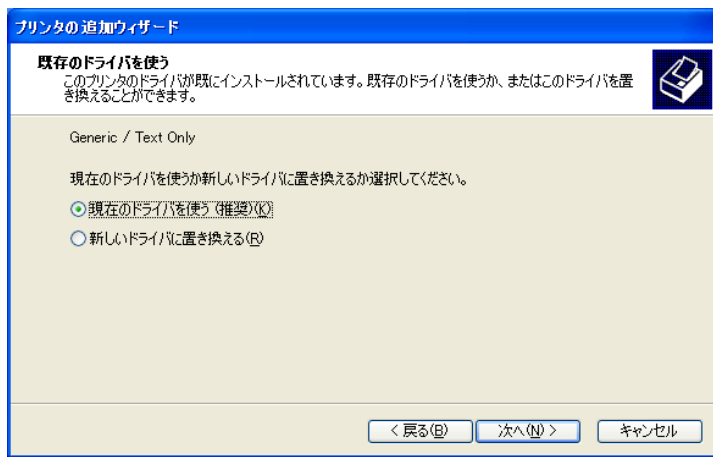 プリンタの追加ウィザード
既存のドライバを使う
このプリンタのドライバが既にインストールされています。既存のドライバを使うか、またはこのドライバを置
き換えることができます。
Generic / Text Only
現在のドライバを使うか新しいドライバに置き換えるか選択してください。
現在のドライバを使う (推奨)(K)
新しいドライバに置き換える(R)
< 戻る(B) 次へ(N) > キャンセル